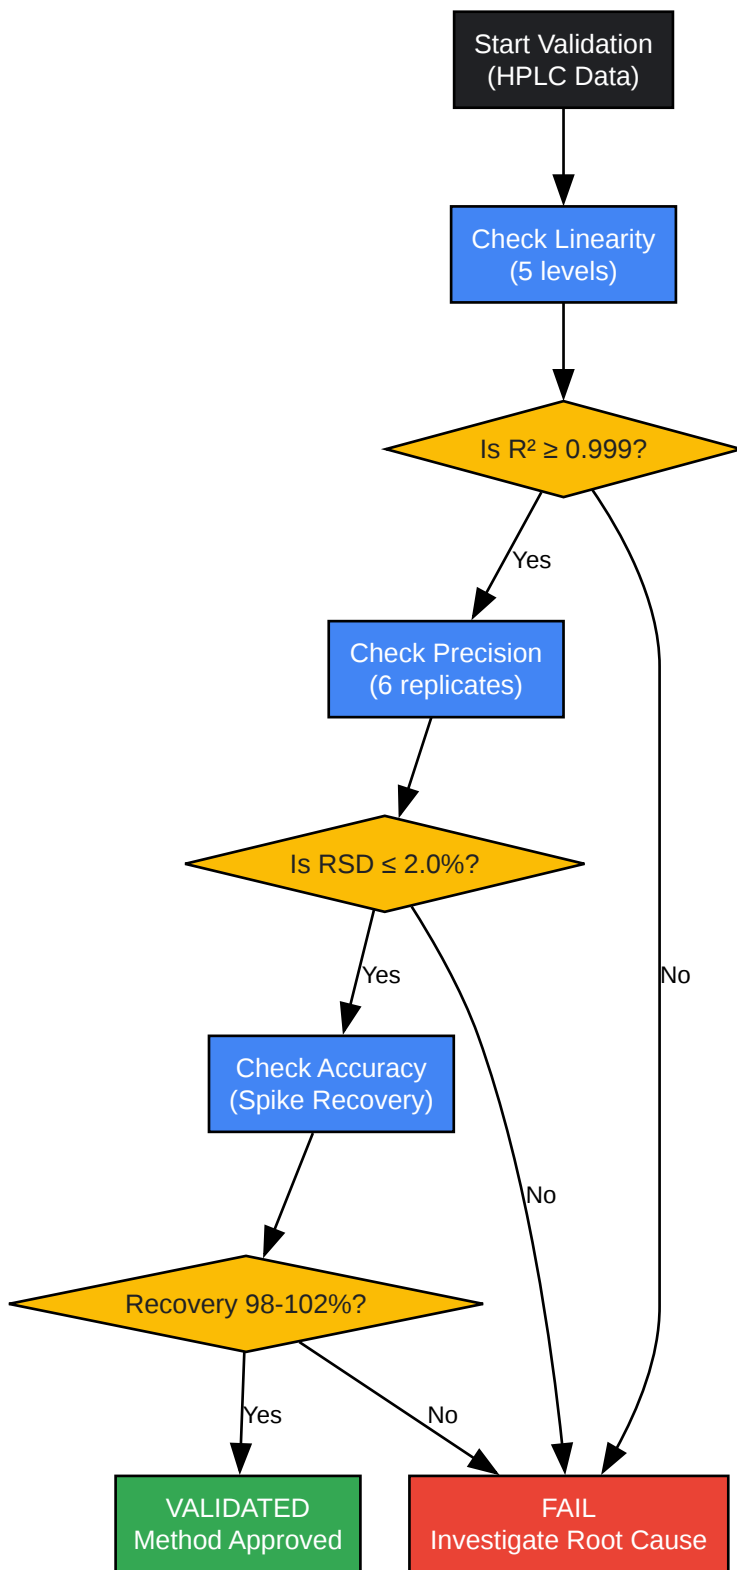 Start Validation
(HPLC Data)
Check Linearity
(5 levels)
Is R² ≥ 0.999?
Yes
Check Precision
(6 replicates)
Is RSD ≤ 2.0%?
Yes
No
Check Accuracy
(Spike Recovery)
No
Recovery 98-102%?
Yes
No
VALIDATED
Method Approved
FAIL
Investigate Root Cause